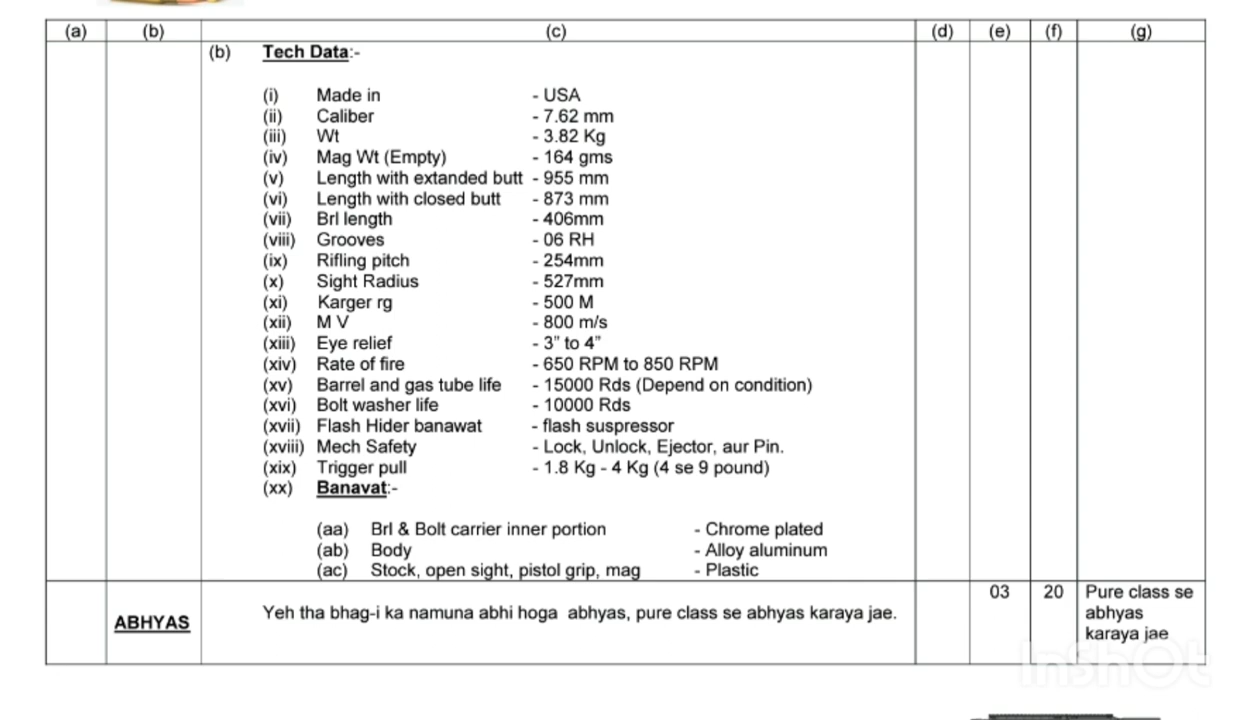 (a) (b) (c) (d) (e) (f) (g)
(b) Tech Data:-
(i) Made in - USA
(ii) Caliber - 7.62 mm
(iii) Wt - 3.82 Kg
(iv) Mag Wt (Empty) - 164 gms
(v) Length with extanded butt - 955 mm
(vi) Length with closed butt - 873 mm
(vii) Brl length - 406mm
(viii) Grooves - 06 RH
(ix) Rifling pitch - 254mm
(x) Sight Radius - 527mm
(xi) Karger rg - 500 M
(xii) M V - 800 m/s
(xiii) Eye relief - 3” to 4”
(xiv) Rate of fire - 650 RPM to 850 RPM
(xv) Barrel and gas tube life - 15000 Rds (Depend on condition)
(xvi) Bolt washer life - 10000 Rds
(xvii) Flash Hider banawat - flash suspressor
(xviii) Mech Safety - Lock, Unlock, Ejector, aur Pin.
(xix) Trigger pull - 1.8 Kg - 4 Kg (4 se 9 pound)
(xx) Banavat:-
(aa) Brl & Bolt carrier inner portion - Chrome plated
(ab) Body - Alloy aluminum
(ac) Stock, open sight, pistol grip, mag - Plastic
ABHYAS
Yeh tha bhag-i ka namuna abhi hoga abhyas, pure class se abhyas karaya jae.
03
20
Pure class se
abhyas
karaya jae
InShOt